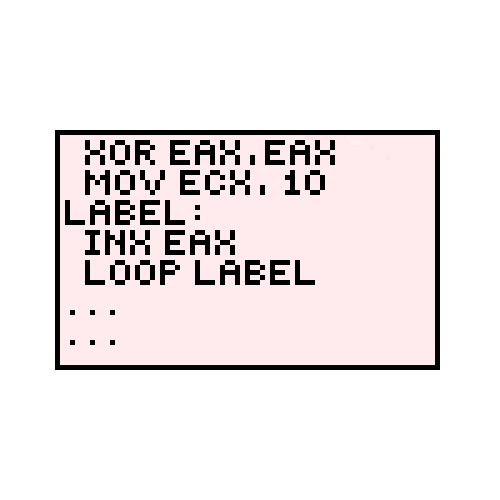 XOR EAX,EAX
MOV ECX, 10
LABEL:
INX EAX
LOOP LABEL
...
...